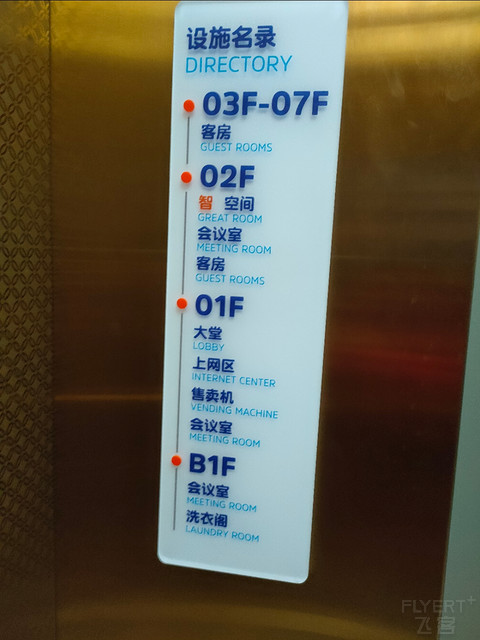 设施名录
DIRECTORY
03F-07F
客房
GUEST ROOMS
02F
智 空间
GREAT ROOM
会议室
MEETING ROOM
客房
GUEST ROOMS
01F
大堂
LOBBY
上网区
INTERNET CENTER
售卖机
VENDING MACHINE
会议室
MEETING ROOM
B1F
会议室
MEETING ROOM
洗衣阁
LAUNDRY ROOM
FLYERT+
飞客